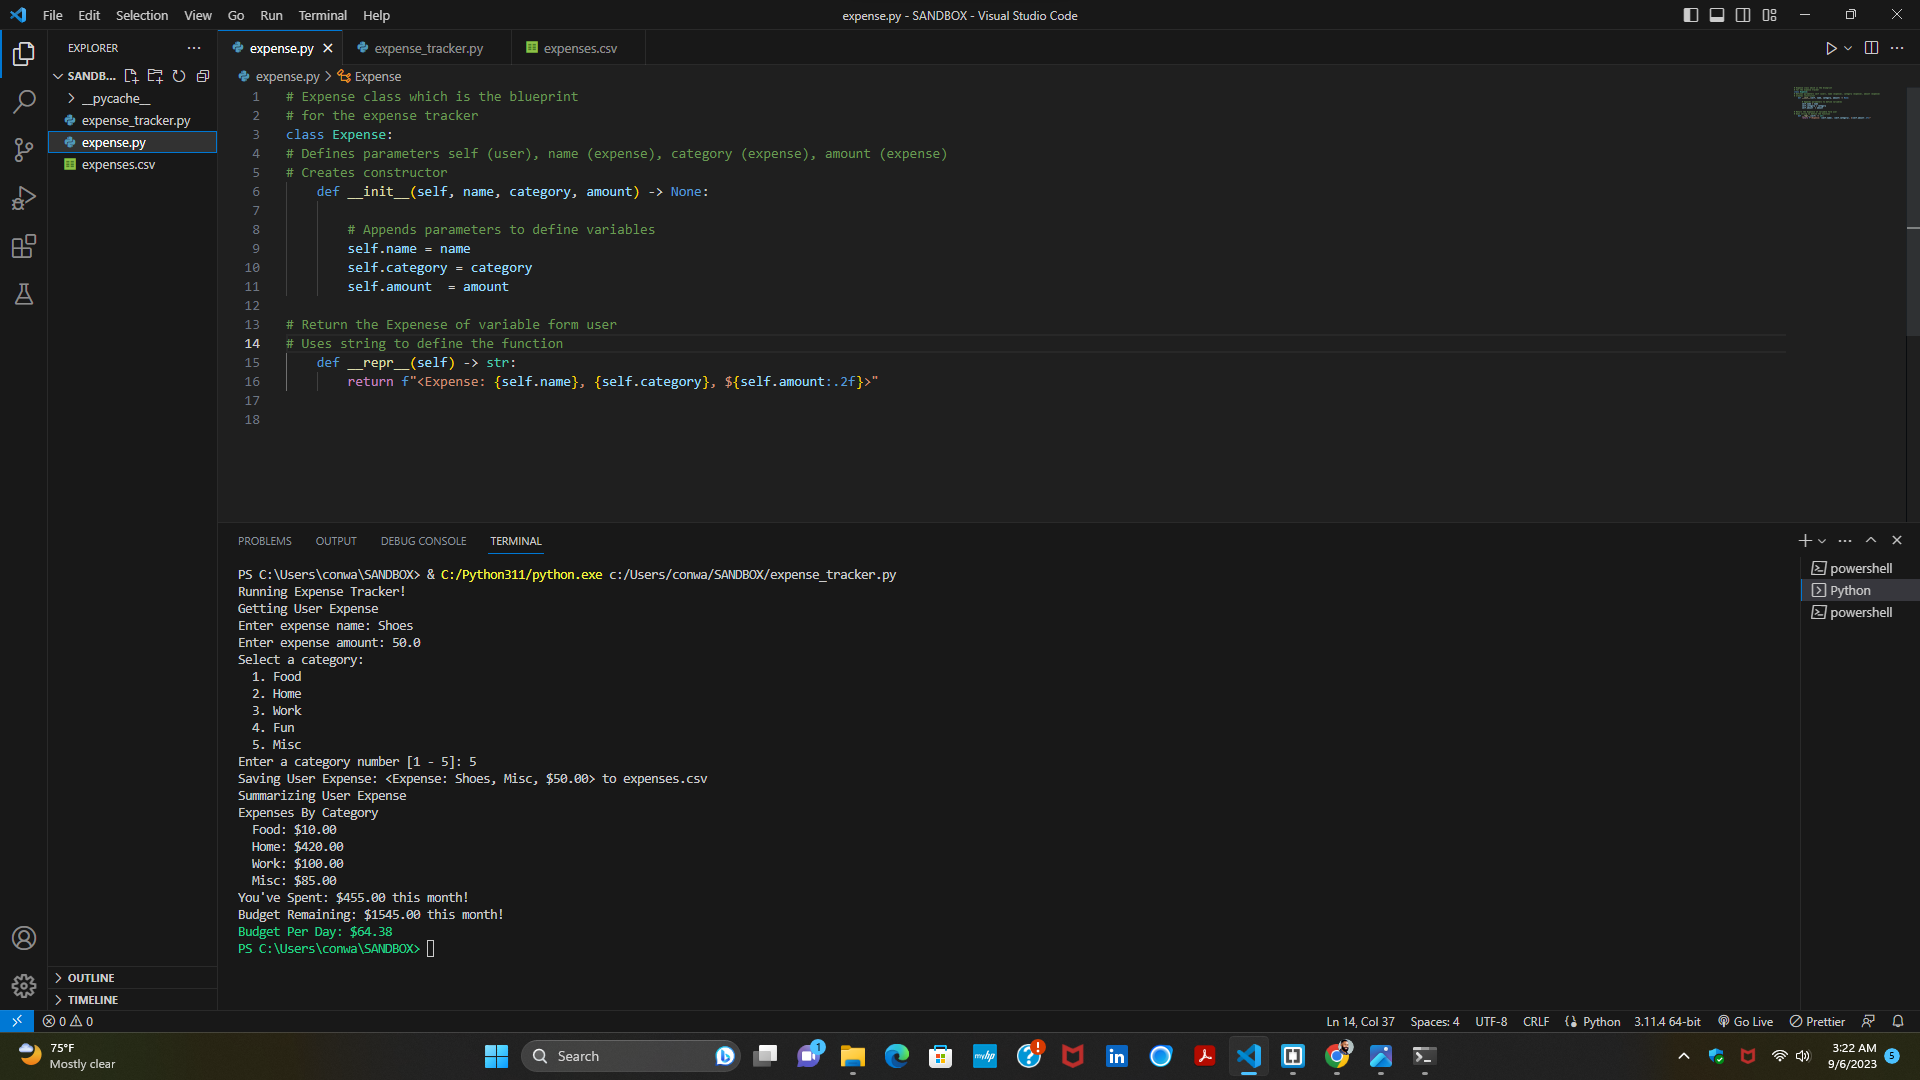 File Edit Selection View Go Run Terminal Help
expense.py - SANDBOX - Visual Studio Code
EXPLORER
SANDB...
__pycache__
expense_tracker.py
expense.py
expenses.csv
OUTLINE
TIMELINE
expense.py expense_tracker.py expenses.csv
expense.py > Expense
1 # Expense class which is the blueprint
2 # for the expense tracker
3 class Expense:
4 # Defines parameters self (user), name (expense), category (expense), amount (expense)
5 # Creates constructor
6 def __init__(self, name, category, amount) -> None:
7
8 # Appends parameters to define variables
9 self.name = name
10 self.category = category
11 self.amount  = amount
12
13 # Return the Expenese of variable form user
14 # Uses string to define the function
15 def __repr__(self) -> str:
16 return f"<Expense: {self.name}, {self.category}, ${self.amount:.2f}>"
17
18
PROBLEMS OUTPUT DEBUG CONSOLE TERMINAL
PS C:\Users\conwa\SANDBOX> & C:/Python311/python.exe c:/Users/conwa/SANDBOX/expense_tracker.py
Running Expense Tracker!
Getting User Expense
Enter expense name: Shoes
Enter expense amount: 50.0
Select a category:
1. Food
2. Home
3. Work
4. Fun
5. Misc
Enter a category number [1 - 5]: 5
Saving User Expense: <Expense: Shoes, Misc, $50.00> to expenses.csv
Summarizing User Expense
Expenses By Category
Food: $10.00
Home: $420.00
Work: $100.00
Misc: $85.00
You've Spent: $455.00 this month!
Budget Remaining: $1545.00 this month!
Budget Per Day: $64.38
PS C:\Users\conwa\SANDBOX>
powershell
Python
powershell
0 0
Ln 14, Col 37 Spaces: 4 UTF-8 CRLF Python 3.11.4 64-bit Go Live Prettier
75°F
Mostly clear
Search
1
myhp
in
3:22 AM
9/6/2023
5